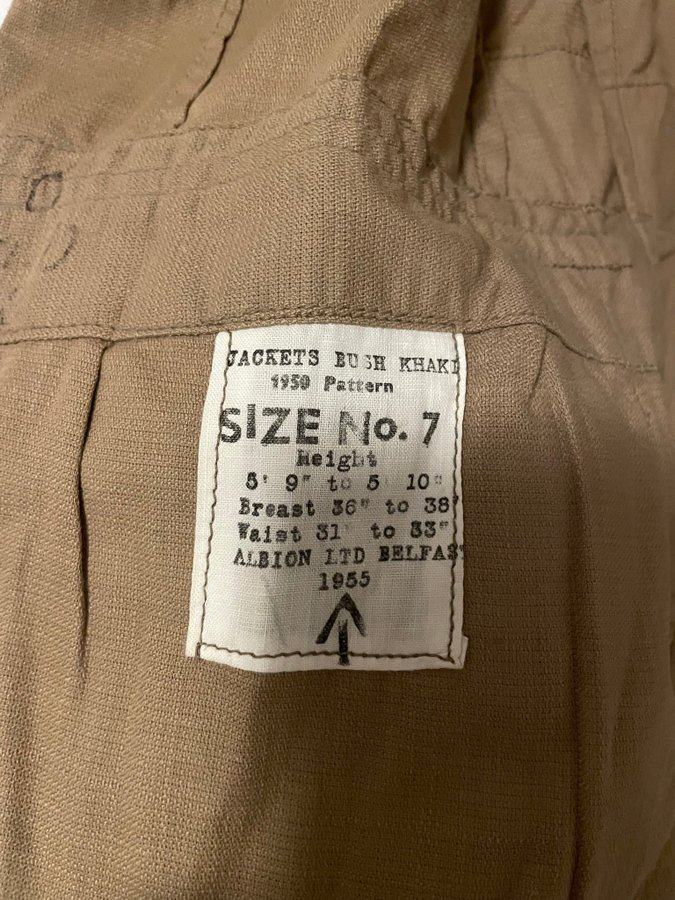 JACKETS BUSH KHAKI
1950 Pattern
SIZE No. 7
Height
5' 9" to 5' 10"
Breast 36" to 38"
Waist 31" to 33"
ALBION LTD BELFAST
1955